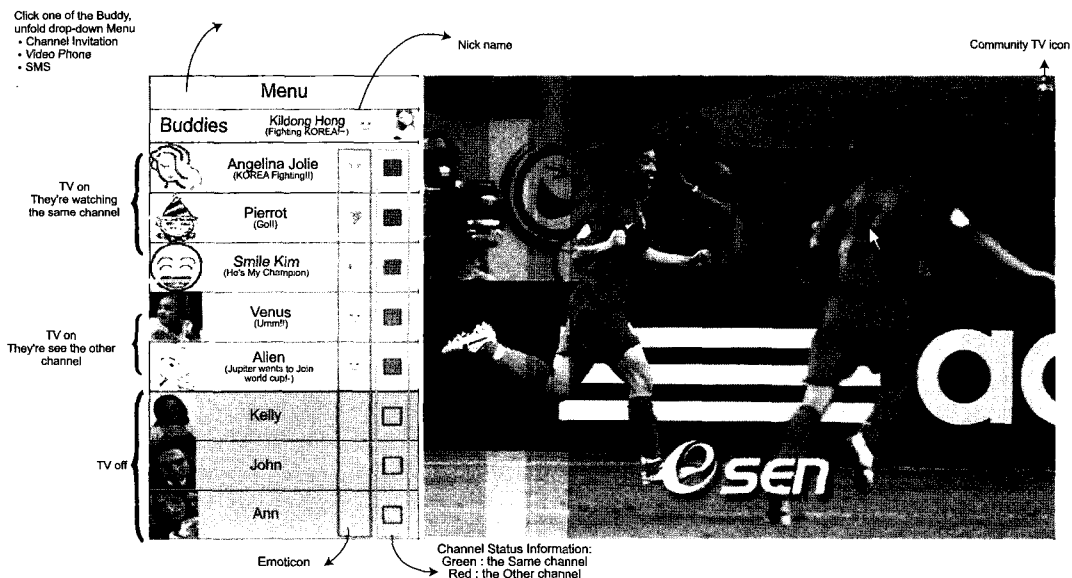 Click one of the Buddy,
unfold drop-down Menu
• Channel Invitation
• Video Phone
• SMS
Nick name
Community TV icon
Menu
Buddies
Kildong Hong
(Fighting KOREA!~)
TV on
They're watching
the same channel
Angelina Jolie
(KOREA Fighting!!)
Pierrot
(Gol!)
Smile Kim
(He's My Champion)
TV on
They're see the other
channel
Venus
(Umm!!)
Alien
(Jupiter wants to Join
world cup!-)
TV off
Kelly
John
Ann
ad
SEN
Emoticon
Channel Status Information:
Green : the Same channel
Red : the Other channel